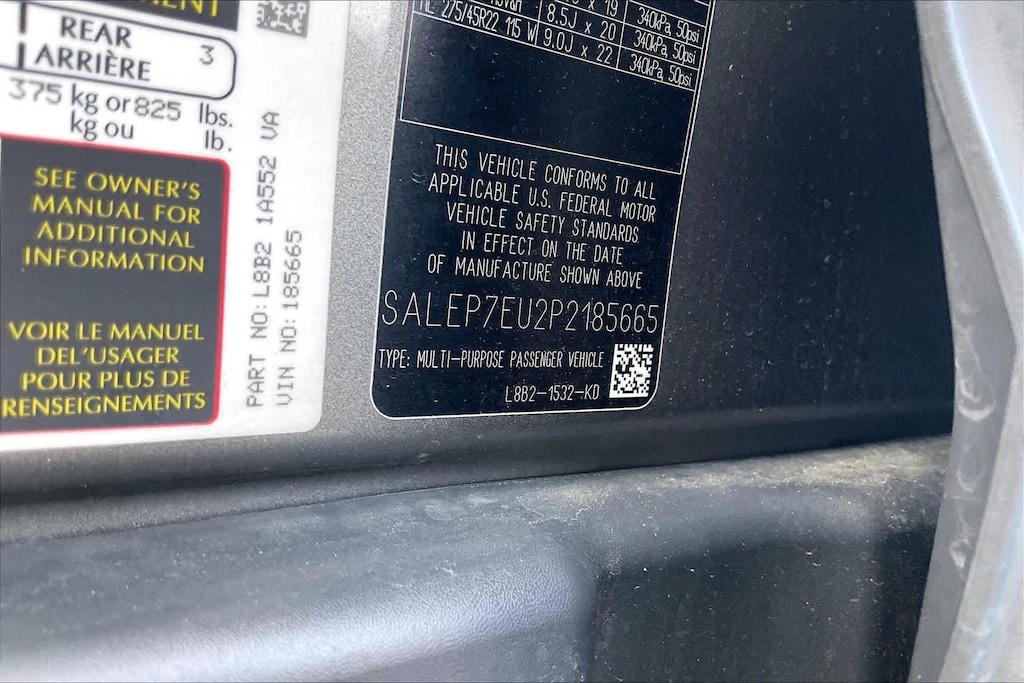 REAR
ARRIÈRE
3
375 kg or 825 lbs.
kg ou lb.
SEE OWNER'S
MANUAL FOR
ADDITIONAL
INFORMATION
VOIR LE MANUEL
DEL'USAGER
POUR PLUS DE
RENSEIGNEMENTS
PART NO: L8B2 1A552 VA
VIN NO: 185665
x 19 340kPa, 50psi
8.5J x 20 340kPa, 50psi
275/45R22 115 W 9.0J x 22 340kPa, 50psi
THIS VEHICLE CONFORMS TO ALL
APPLICABLE U.S. FEDERAL MOTOR
VEHICLE SAFETY STANDARDS
IN EFFECT ON THE DATE
OF MANUFACTURE SHOWN ABOVE
SALEP7EU2P2185665
TYPE: MULTI-PURPOSE PASSENGER VEHICLE
L8B2-1532-KD